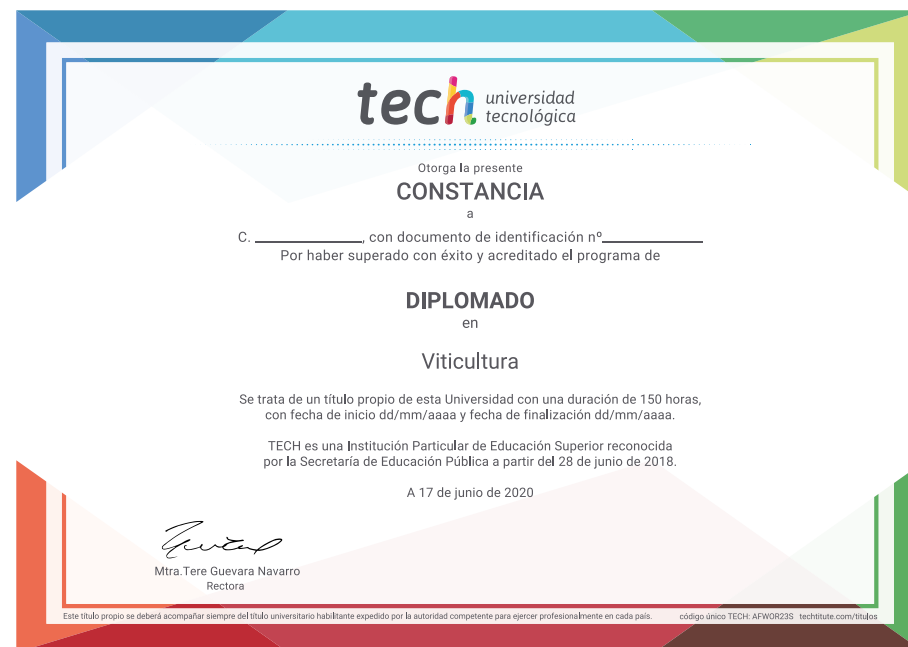 tech universidad
tecnológica
Otorga la presente
CONSTANCIA
a
C. ______________, con documento de identificación nº_____________
Por haber superado con éxito y acreditado el programa de
DIPLOMADO
en
Viticultura
Se trata de un título propio de esta Universidad con una duración de 150 horas,
con fecha de inicio dd/mm/aaaa y fecha de finalización dd/mm/aaaa.
TECH es una Institución Particular de Educación Superior reconocida
por la Secretaría de Educación Pública a partir del 28 de junio de 2018.
A 17 de junio de 2020
Mtra.Tere Guevara Navarro
Rectora
Este título propio se deberá acompañar siempre del título universitario habilitante expedido por la autoridad competente para ejercer profesionalmente en cada país. código único TECH: AFWOR23S techtitute.com/titulos